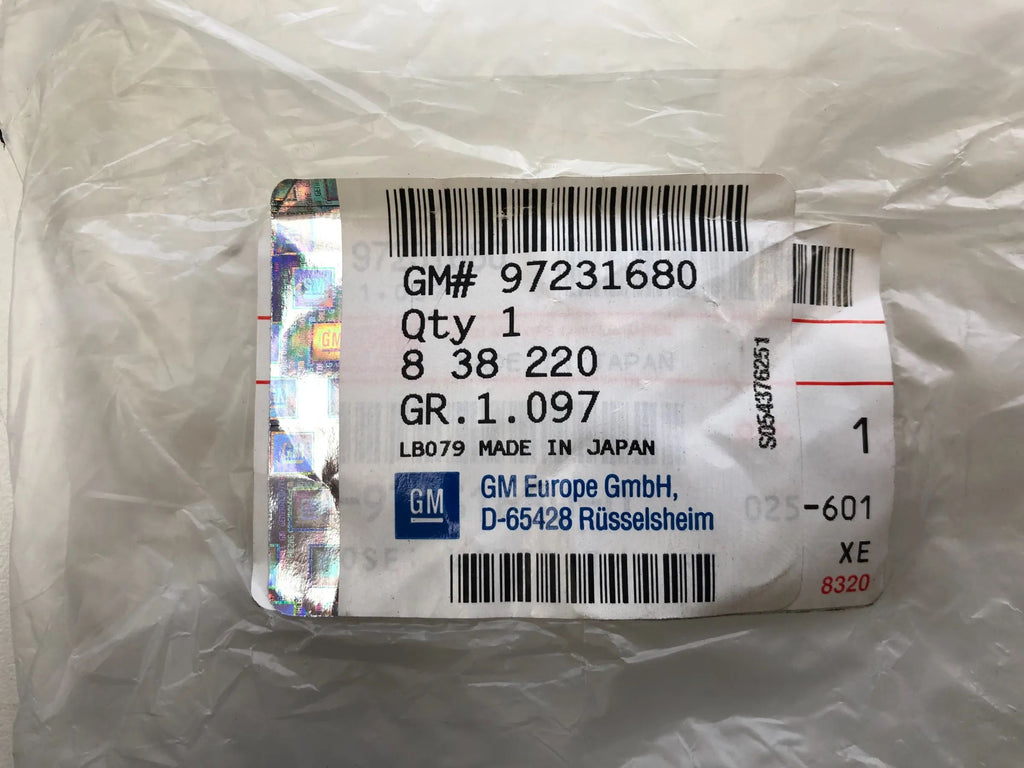 GM# 97231680
Qty 1
8 38 220
GR.1.097
LB079 MADE IN JAPAN
GM
GM Europe GmbH,
D-65428 Rüsselsheim
S054376251
1
025-601
XE
8320